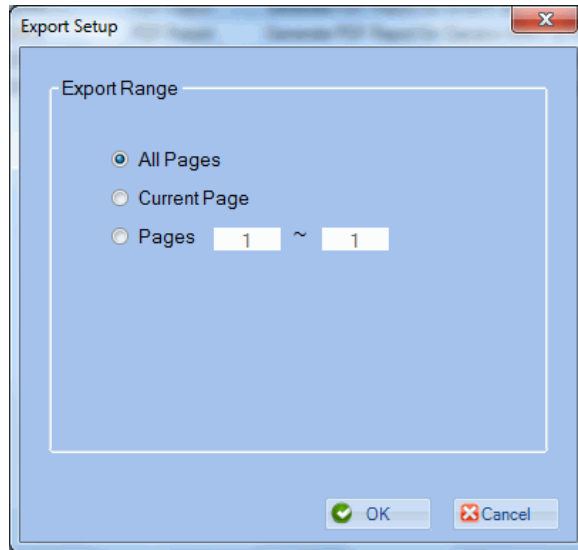 Export Setup
Export Range
All Pages
Current Page
Pages 1 ~ 1
OK Cancel